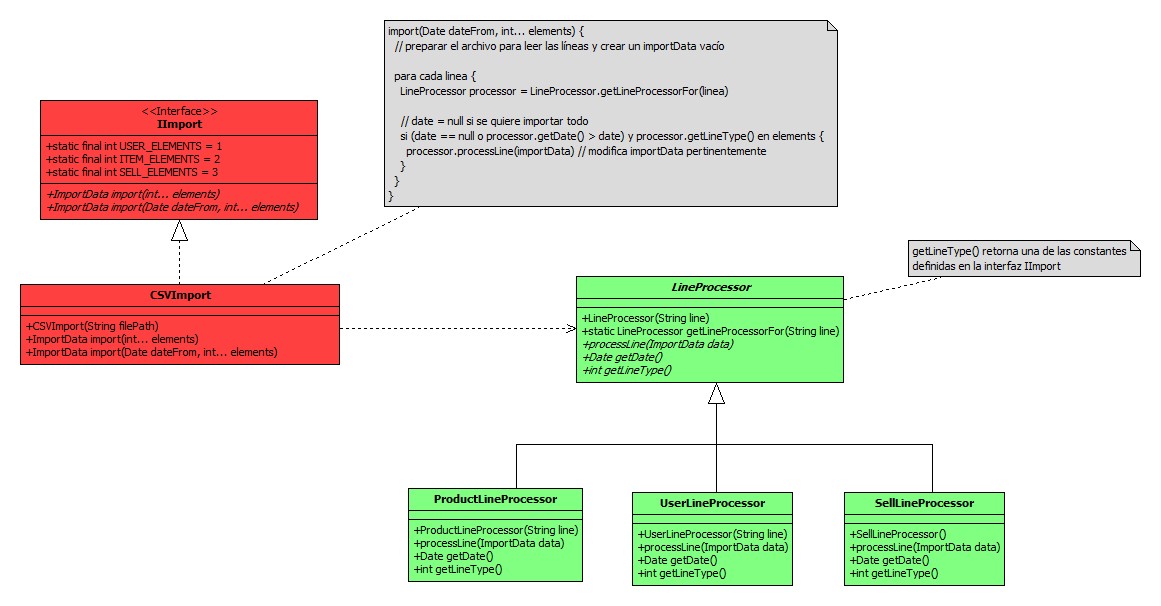 import(Date dateFrom, int... elements) {
// preparar el archivo para leer las líneas y crear un importData vacío
para cada linea {
LineProcessor processor = LineProcessor.getLineProcessorFor(linea)
// date = null si se quiere importar todo
si (date == null o processor.getDate() > date) y processor.getLineType() en elements {
processor.processLine(importData) // modifica importData pertinentemente
}
}
}
<<Interface>>
IImport
+static final int USER_ELEMENTS = 1
+static final int ITEM_ELEMENTS = 2
+static final int SELL_ELEMENTS = 3
+ImportData import(int... elements)
+ImportData import(Date dateFrom, int... elements)
getLineType() retorna una de las constantes
definidas en la interfaz IImport
CSVImport
+CSVImport(String filePath)
+ImportData import(int... elements)
+ImportData import(Date dateFrom, int... elements)
LineProcessor
+LineProcessor(String line)
+static LineProcessor getLineProcessorFor(String line)
+processLine(ImportData data)
+Date getDate()
+int getLineType()
ProductLineProcessor
+ProductLineProcessor(String line)
+processLine(ImportData data)
+Date getDate()
+int getLineType()
UserLineProcessor
+UserLineProcessor(String line)
+processLine(ImportData data)
+Date getDate()
+int getLineType()
SellLineProcessor
+SellLineProcessor()
+processLine(ImportData data)
+Date getDate()
+int getLineType()